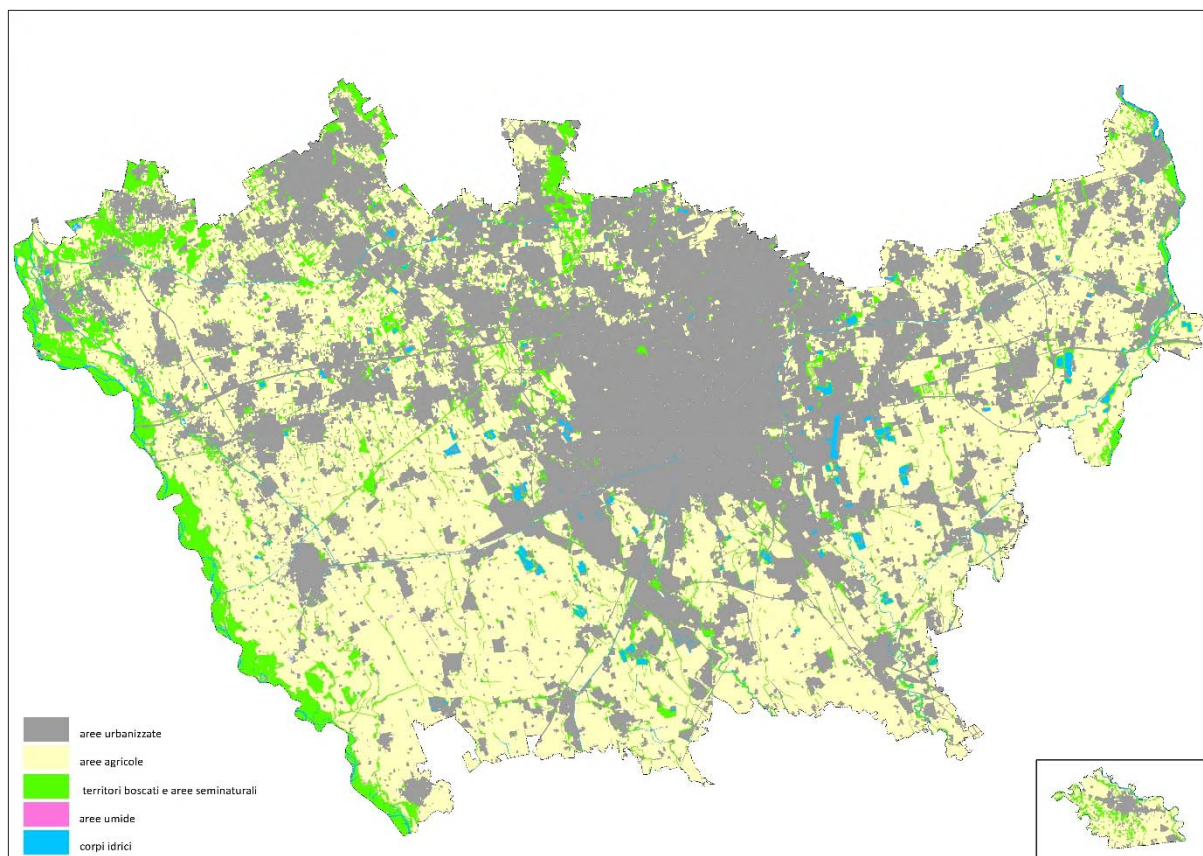 aree urbanizzate
aree agricole
territori boscati e aree seminaturali
aree umide
corpi idrici